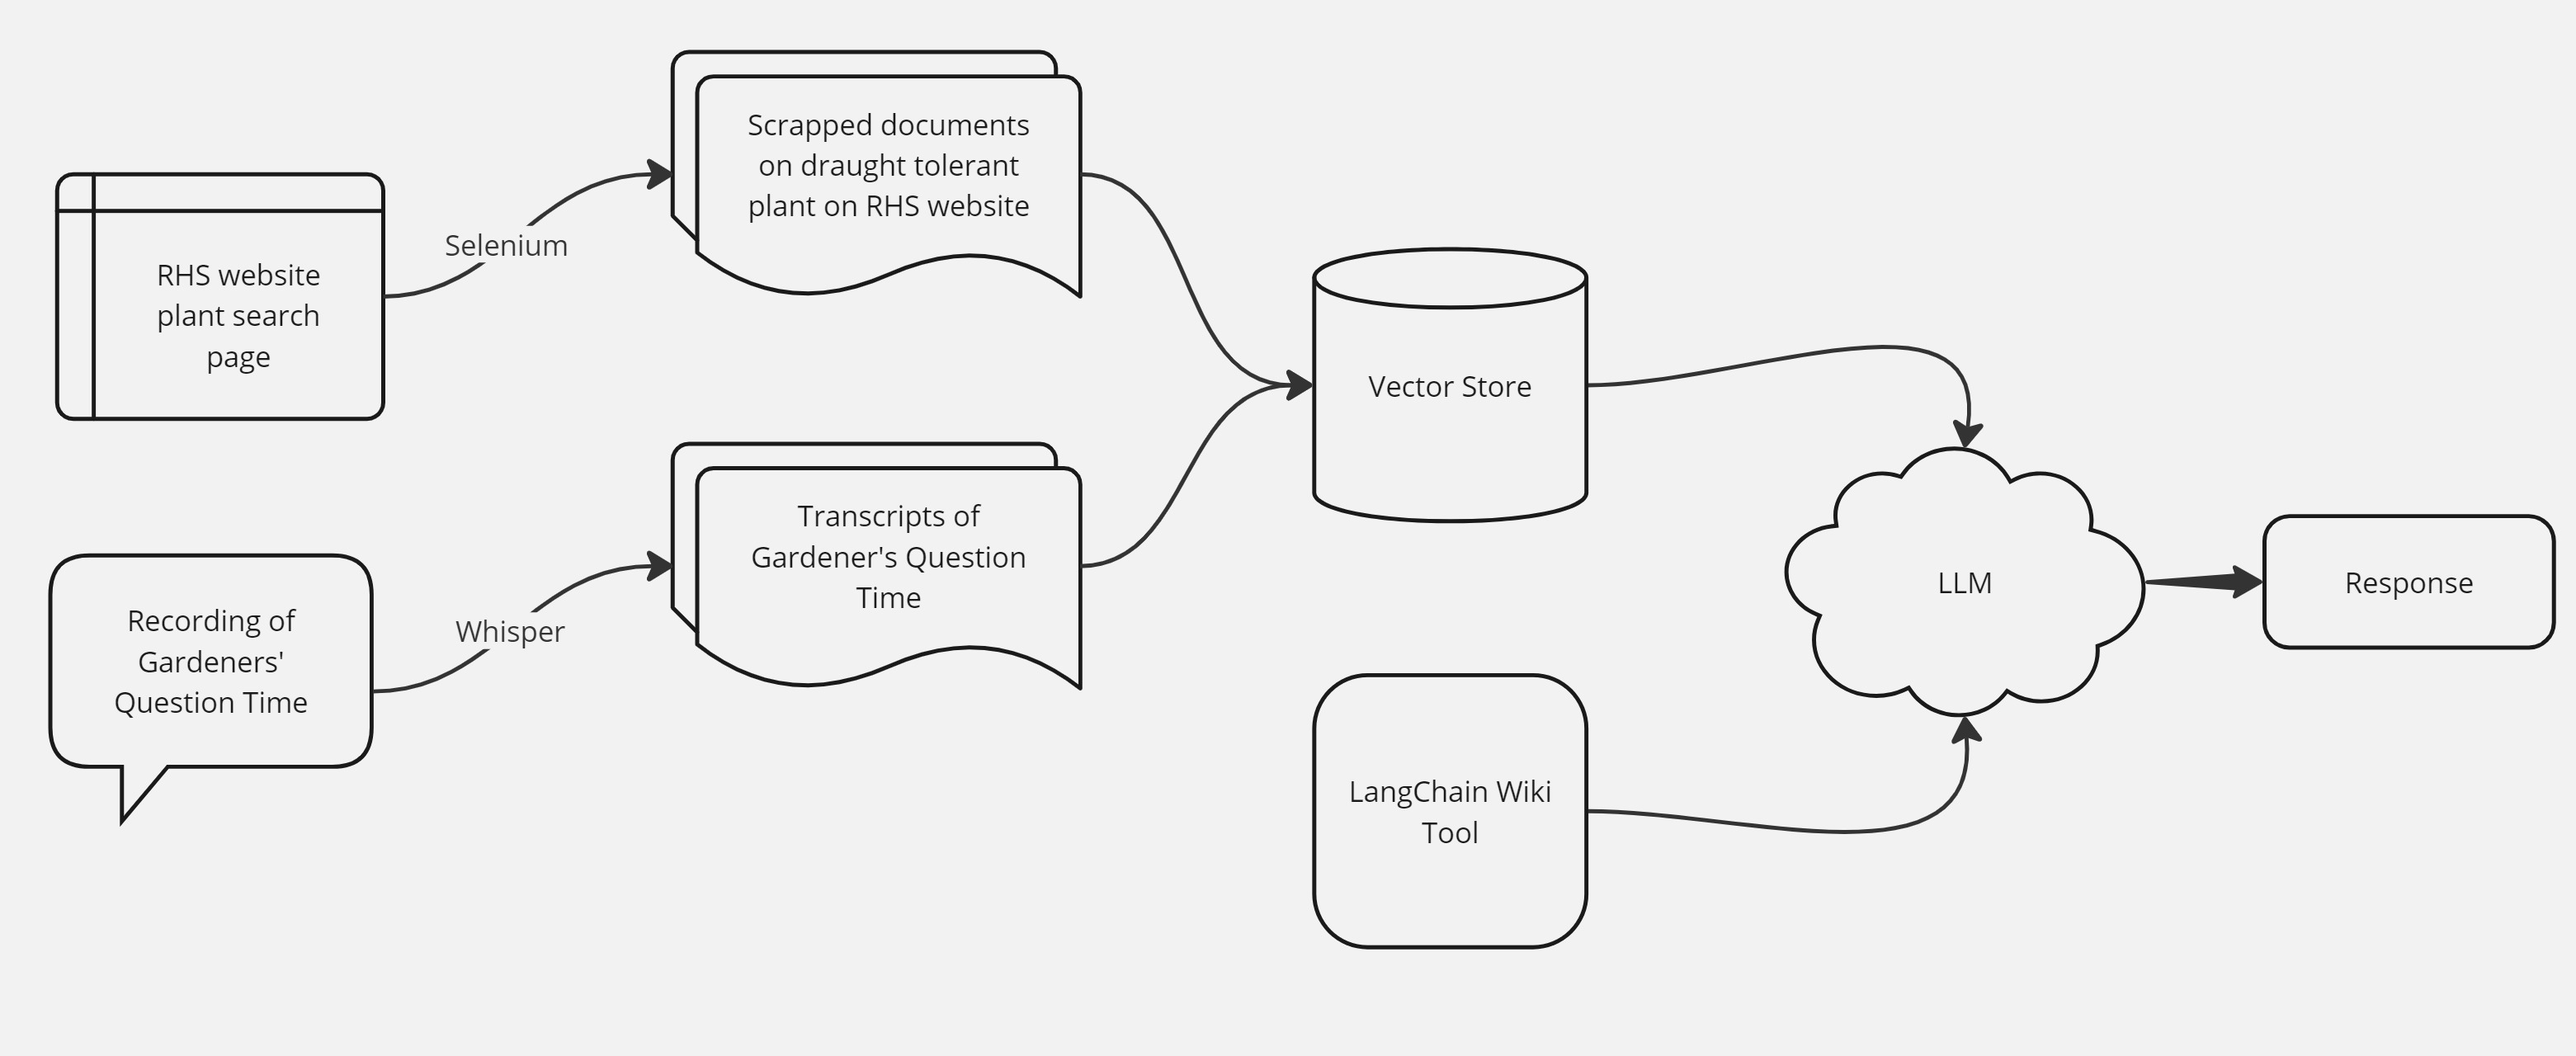 RHS website
plant search
page
Selenium
Scrapped documents
on draught tolerant
plant on RHS website
Recording of
Gardeners'
Question Time
Whisper
Transcripts of
Gardener's Question
Time
Vector Store
LangChain Wiki
Tool
LLM
Response